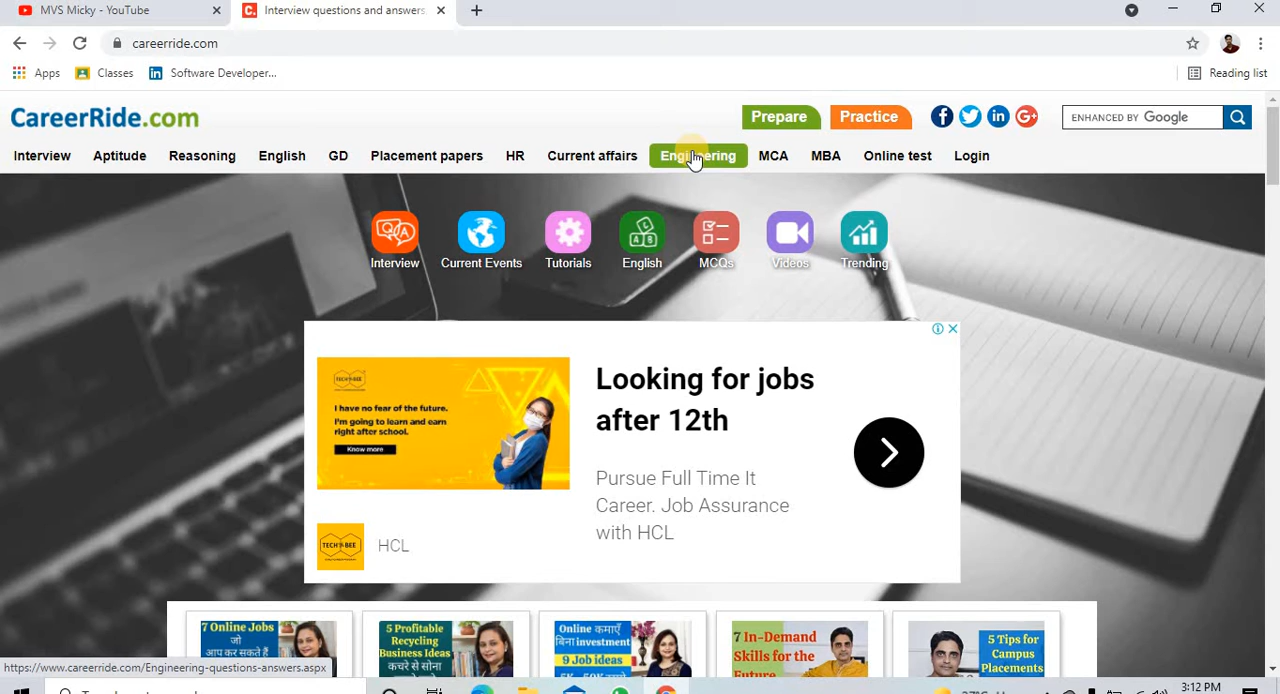 MVS Micky - YouTube
Interview questions and answers,
careerride.com
Apps
Classes
Software Developer...
Reading list
CareerRide.com
Prepare
Practice
ENHANCED BY Google
Interview
Aptitude
Reasoning
English
GD
Placement papers
HR
Current affairs
Engineering
MCA
MBA
Online test
Login
Interview
Current Events
Tutorials
English
MCQs
Videos
Trending
TECH BEE
I have no fear of the future.
I'm going to learn and earn
right after school.
Know more
Looking for jobs
after 12th
Pursue Full Time It
Career. Job Assurance
with HCL
TECH BEE
HCL
7 Online Jobs
जो
आप कर सकते हैं
5 Profitable
Recycling
Business Ideas
कचरे से सोना
Online कमाएँ
बिना investment
9 Job ideas
7 In-Demand
Skills for the
Future
5 Tips for
Campus
Placements
https://www.careerride.com/Engineering-questions-answers.aspx
3:12 PM